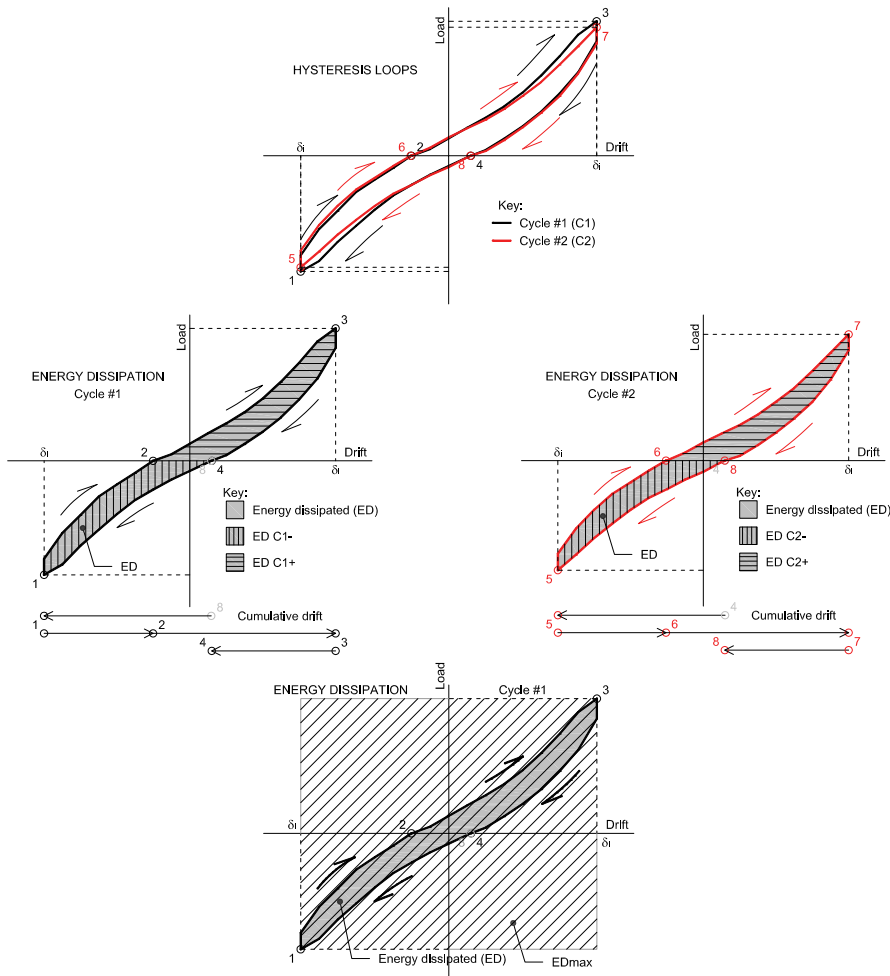 Load
3
7
HYSTERESIS LOOPS
6
2
δi
Drift
8
4
δi
Key:
Cycle #1 (C1)
Cycle #2 (C2)
5
1
Load
3
ENERGY DISSIPATION
Cycle #1
2
δi
Drift
8
4
δi
Key:
Energy dissipated (ED)
ED C1-
ED
ED C1+
1
8
1
Cumulative drift
2
4
3
Load
7
ENERGY DISSIPATION
Cycle #2
δi
6
Drift
4
8
δi
Key:
Energy dissipated (ED)
ED C2-
ED
ED C2+
5
4
5
Cumulative drift
6
8
7
Load
ENERGY DISSIPATION
Cycle #1
3
δi
2
Drift
8
4
δi
1
Energy dissipated (ED)
EDmax